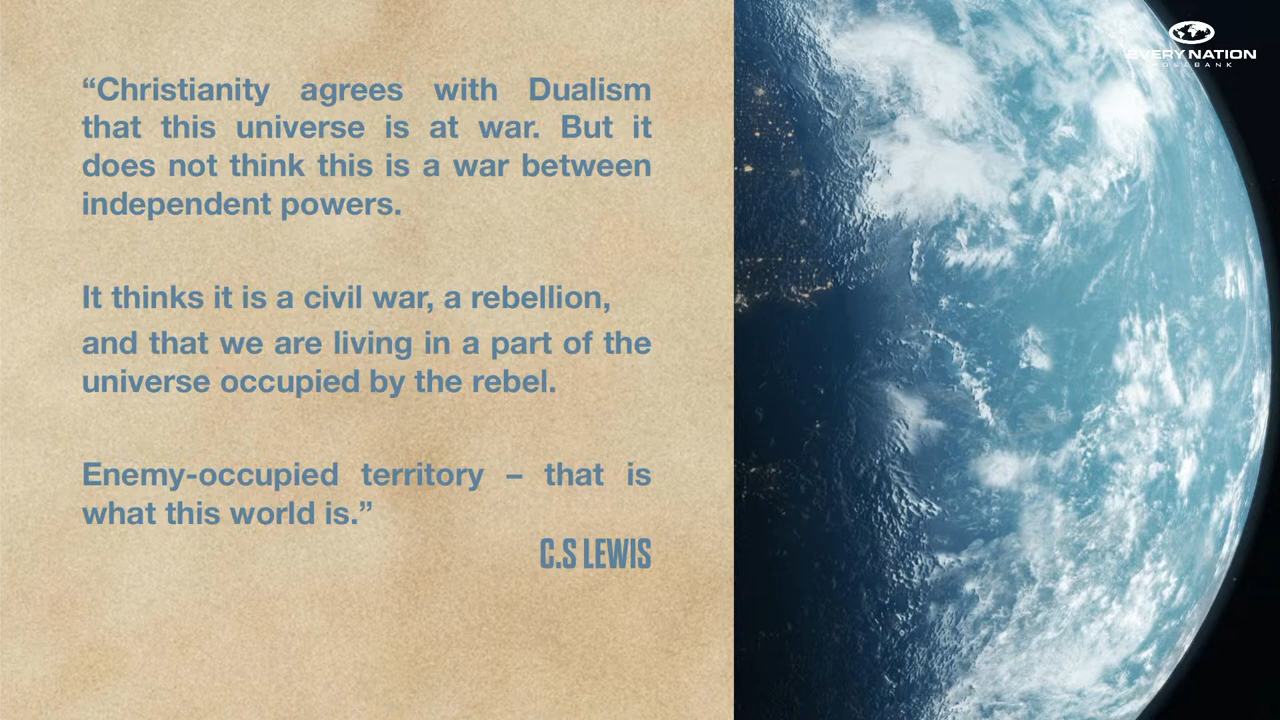 “Christianity agrees with Dualism
that this universe is at war. But it
does not think this is a war between
independent powers.
It thinks it is a civil war, a rebellion,
and that we are living in a part of the
universe occupied by the rebel.
Enemy-occupied territory – that is
what this world is.”
C.S LEWIS
EVERY NATION
ROSEBANK